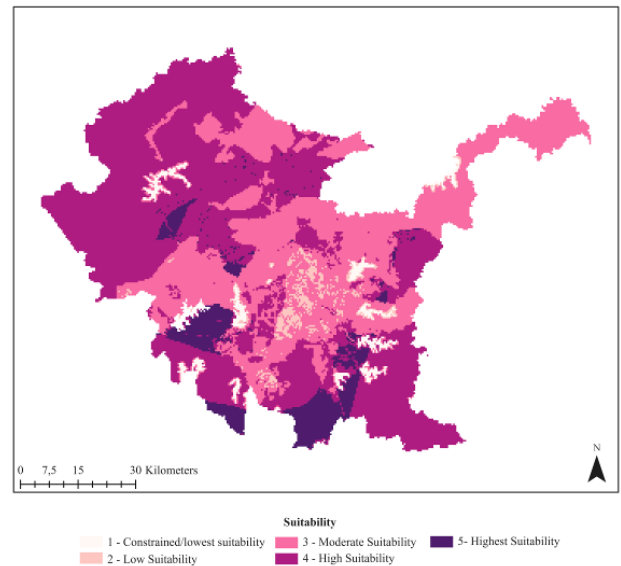 N
0 7,5 15 30 Kilometers
Suitability
1 - Constrained/lowest suitability 3 - Moderate Suitability 5- Highest Suitability
2 - Low Suitability 4 - High Suitability